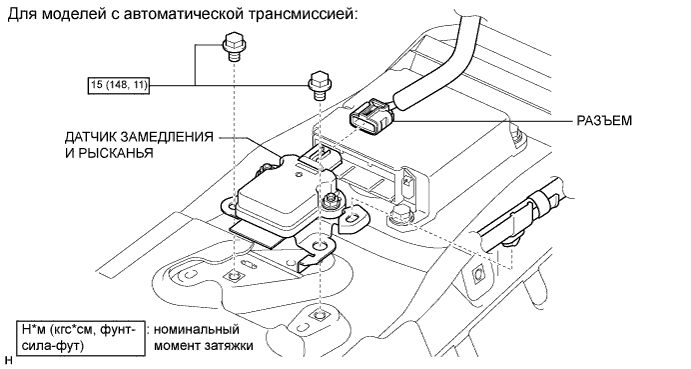 Для моделей с автоматической трансмиссией:
15 (148, 11)
РАЗЪЕМ
ДАТЧИК ЗАМЕДЛЕНИЯ
И РЫСКАНЬЯ
Н*м (кгс*см, фунт-
сила-фут) : номинальный
момент затяжки
H